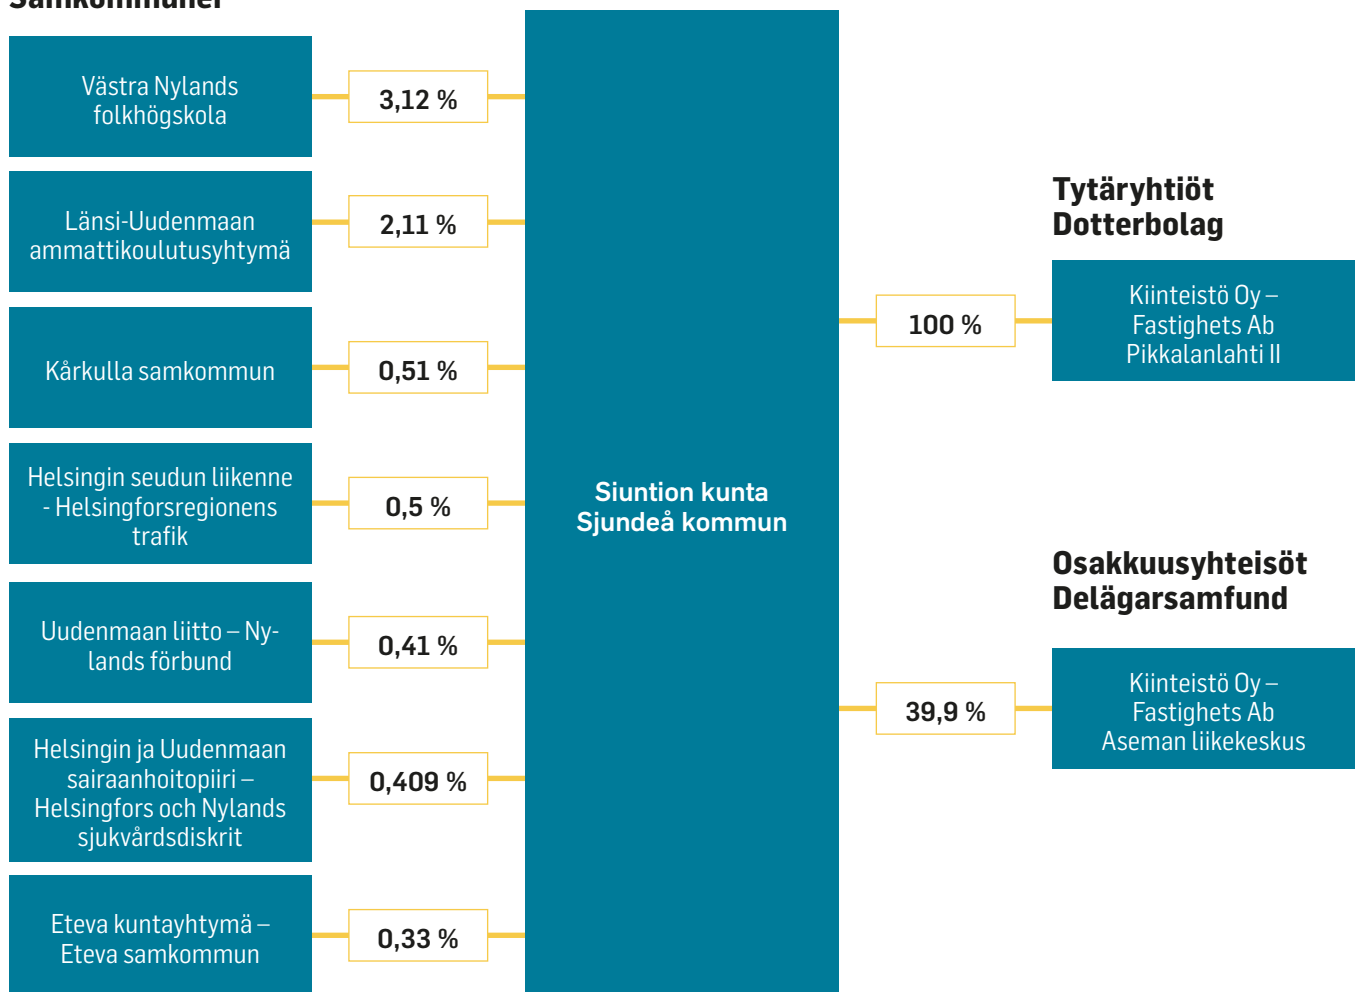 Samkommuner
Västra Nylands
folkhögskola
3,12 %
Länsi-Uudenmaan
ammattikoulutusyhtymä
2,11 %
Kårkulla samkommun
0,51 %
Helsingin seudun liikenne
- Helsingforsregionens
trafik
0,5 %
Uudenmaan liitto – Ny-
lands förbund
0,41 %
Helsingin ja Uudenmaan
sairaanhoitopiiri –
Helsingfors och Nylands
sjukvårdsdiskrit
0,409 %
Eteva kuntayhtymä –
Eteva samkommun
0,33 %
Siuntion kunta
Sjundeå kommun
Tytäryhtiöt
Dotterbolag
100 %
Kiinteistö Oy –
Fastighets Ab
Pikkalanlahti II
Osakkuusyhteisöt
Delägarsamfund
39,9 %
Kiinteistö Oy –
Fastighets Ab
Aseman liikekeskus